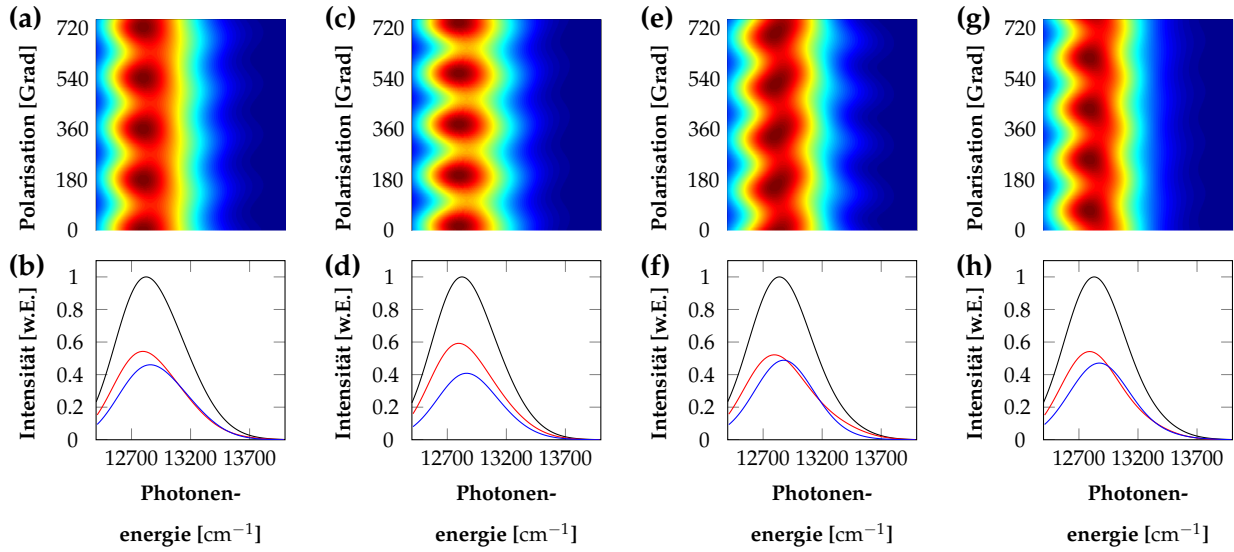 (a)
Polarisation [Grad]
720
540
360
180
0
(c)
Polarisation [Grad]
720
540
360
180
0
(e)
Polarisation [Grad]
720
540
360
180
0
(g)
Polarisation [Grad]
720
540
360
180
0
(b)
Intensität [w.E.]
1
0.8
0.6
0.4
0.2
0
12700 13200 13700
Photonen-
energie [cm⁻¹]
(d)
Intensität [w.E.]
1
0.8
0.6
0.4
0.2
0
12700 13200 13700
Photonen-
energie [cm⁻¹]
(f)
Intensität [w.E.]
1
0.8
0.6
0.4
0.2
0
12700 13200 13700
Photonen-
energie [cm⁻¹]
(h)
Intensität [w.E.]
1
0.8
0.6
0.4
0.2
0
12700 13200 13700
Photonen-
energie [cm⁻¹]